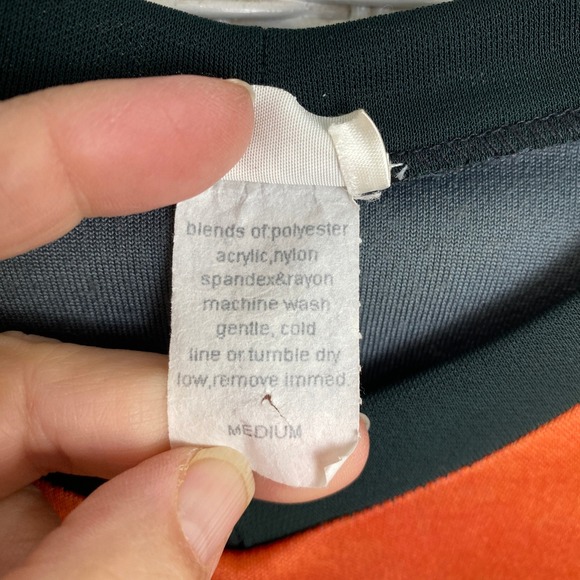 blends of polyester
acrylic,nylon
spandex&rayon
machine wash
gentle, cold
line or tumble dry
low,remove immed.
MEDIUM